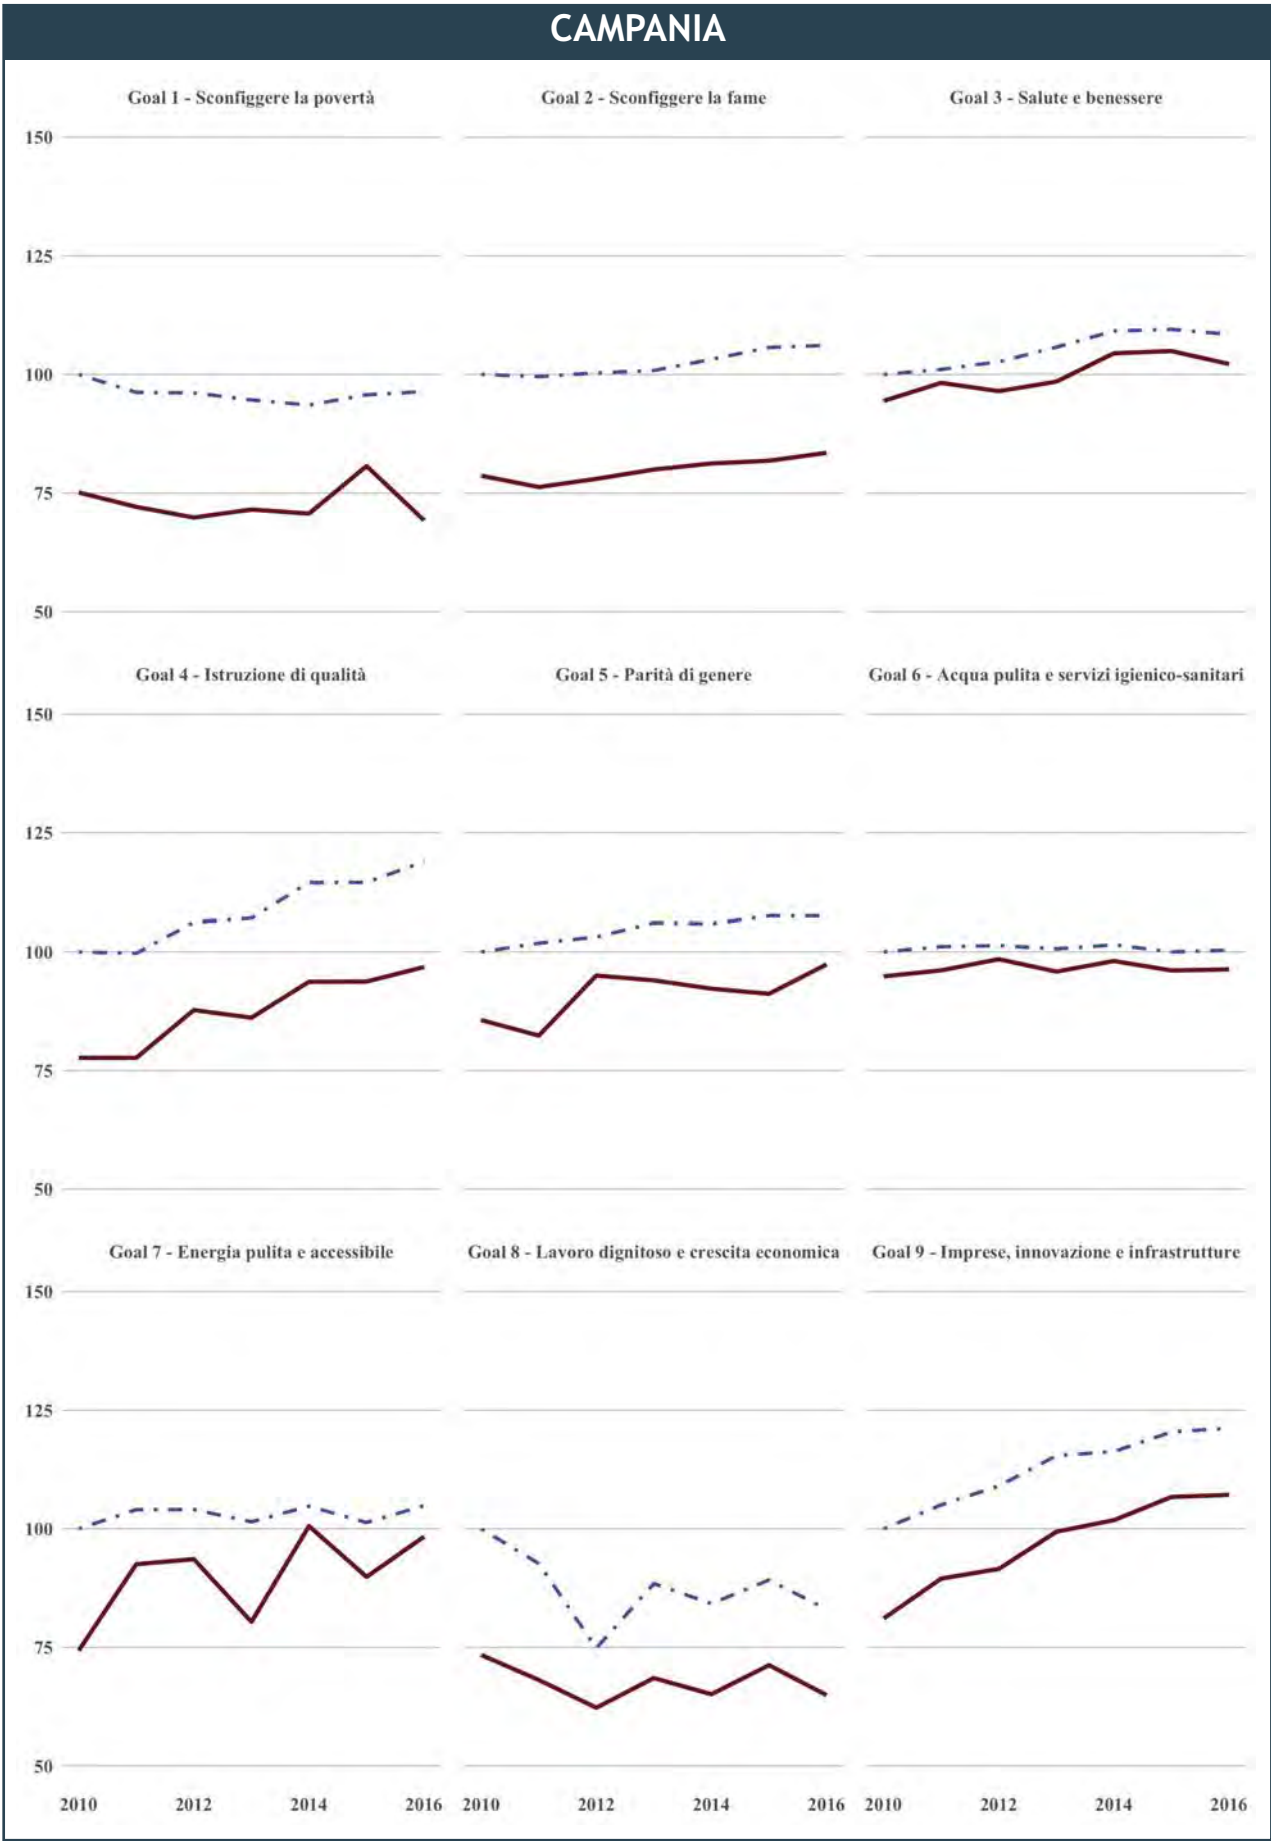 CAMPANIA
Goal 1 - Sconfiggere la povertà
Goal 2 - Sconfiggere la fame
Goal 3 - Salute e benessere
150
125
100
75
50
Goal 4 - Istruzione di qualità
Goal 5 - Parità di genere
Goal 6 - Acqua pulita e servizi igienico-sanitari
150
125
100
75
50
Goal 7 - Energia pulita e accessibile
Goal 8 - Lavoro dignitoso e crescita economica
Goal 9 - Imprese, innovazione e infrastrutture
150
125
100
75
50
2010 2012 2014 2016 2010 2012 2014 2016 2010 2012 2014 2016